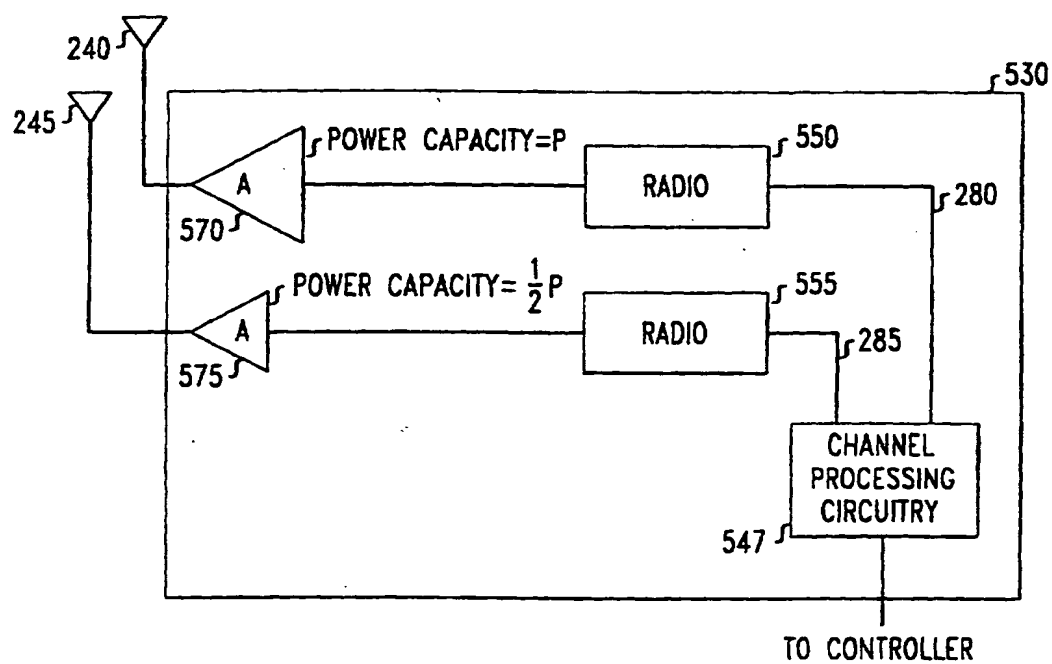 240
530
245
POWER CAPACITY=P
550
A
RADIO
280
570
POWER CAPACITY= 1/2 P
555
A
RADIO
285
575
CHANNEL
PROCESSING
CIRCUITRY
547
TO CONTROLLER